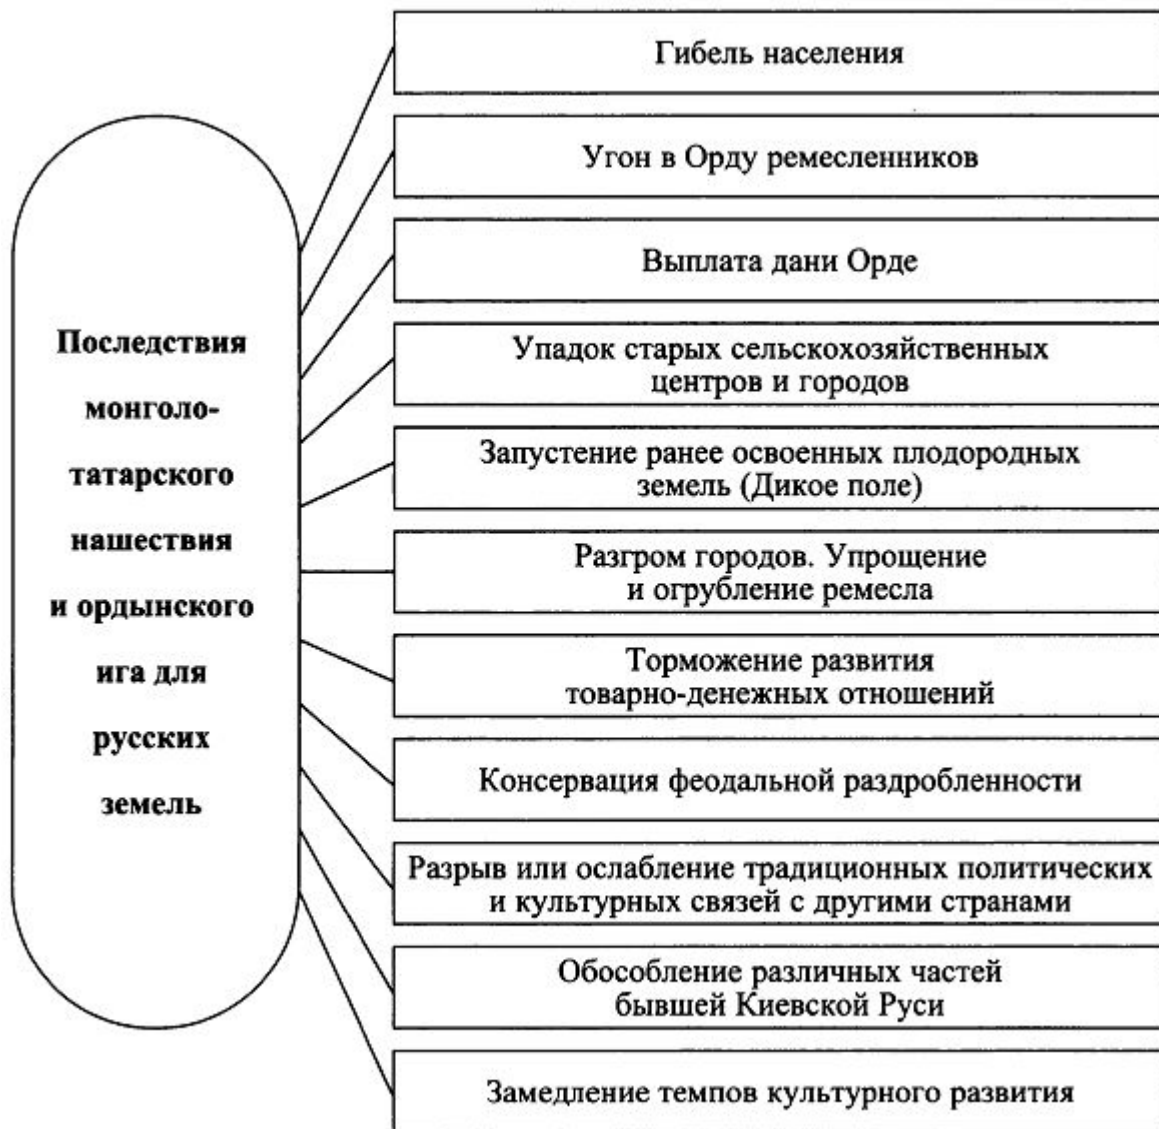 Последствия
монголо-
татарского
нашествия
и ордынского
ига для
русских
земель
Гибель населения
Угон в Орду ремесленников
Выплата дани Орде
Упадок старых сельскохозяйственных
центров и городов
Запустение ранее освоенных плодородных
земель (Дикое поле)
Разгром городов. Упрощение
и огрубление ремесла
Торможение развития
товарно-денежных отношений
Консервация феодальной раздробленности
Разрыв или ослабление традиционных политических
и культурных связей с другими странами
Обособление различных частей
бывшей Киевской Руси
Замедление темпов культурного развития